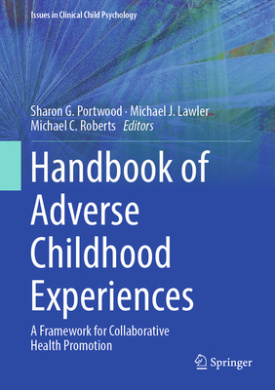 Issues in Clinical Child Psychology
Sharon G. Portwood · Michael J. Lawler
Michael C. Roberts Editors
Handbook of
Adverse
Childhood
Experiences
A Framework for Collaborative
Health Promotion
Springer